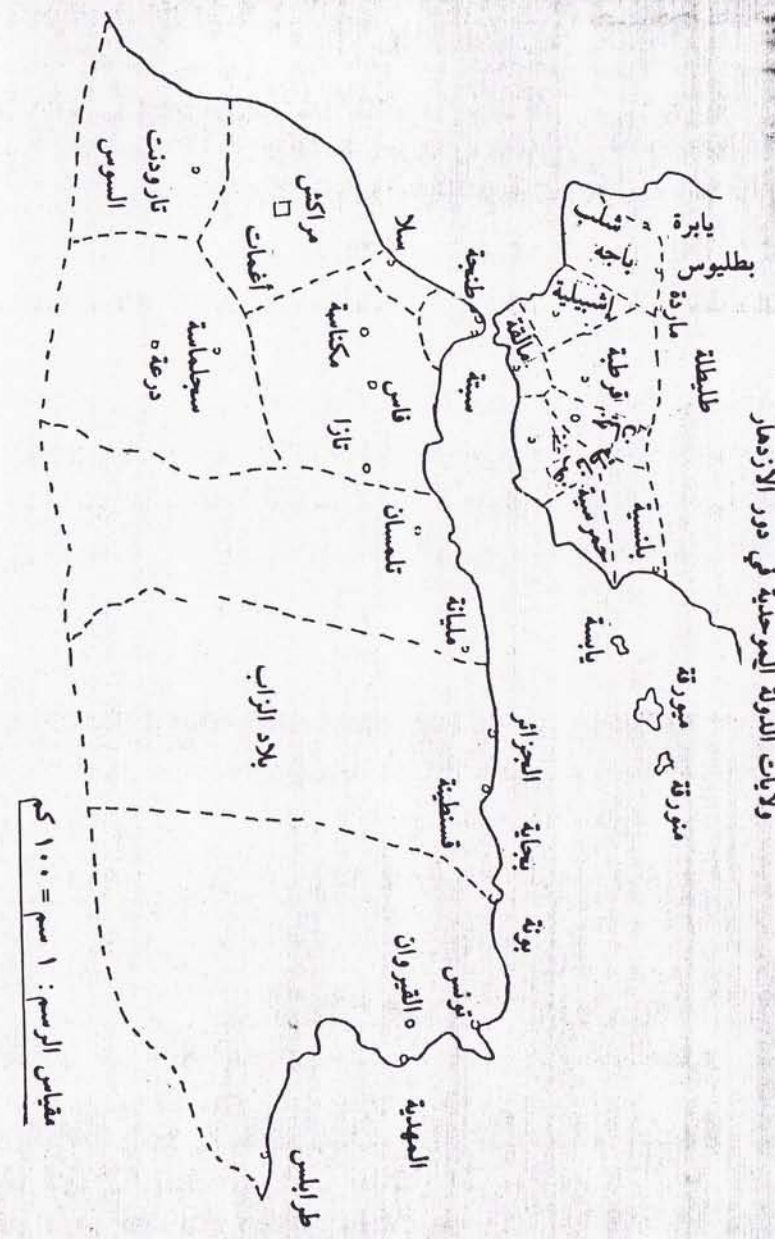 ولايات الدولة الموحدية في دور الازدهار
طليطلة
ماردة
بطليوس
يابرة
شلب
باجة
اشبيلية
قرطبة
مالقة
بلنسية
مرسية
يابسة
ميورقة
منورقة
طنجة
سبتة
سلا
مراكش
أغمات
تارودنت
السوس
مكناسة
فاس
تازا
سجلماسة
درعة
تلمسان
مليانة
الجزائر
بجاية
بونة
قسنطينة
بلاد الزاب
تونس
القيروان
المهدية
طرابلس
مقياس الرسم : ١ سم = ١٠٠ كم